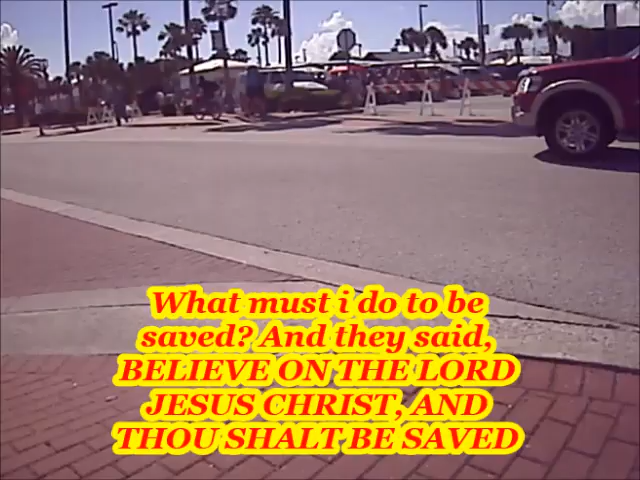 What must i do to be
saved? And they said,
BELIEVE ON THE LORD
JESUS CHRIST, AND
THOU SHALT BE SAVED